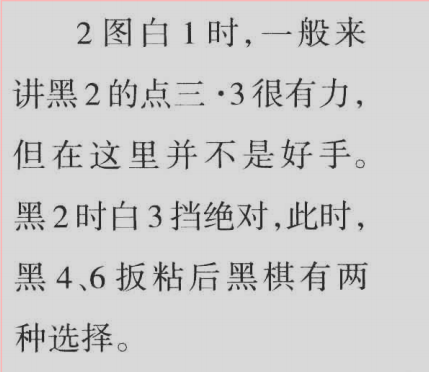 2图白1时,一般来
讲黑2的点三·3很有力,
但在这里并不是好手。
黑2时白3挡绝对,此时,
黑4、6扳粘后黑棋有两
种选择。